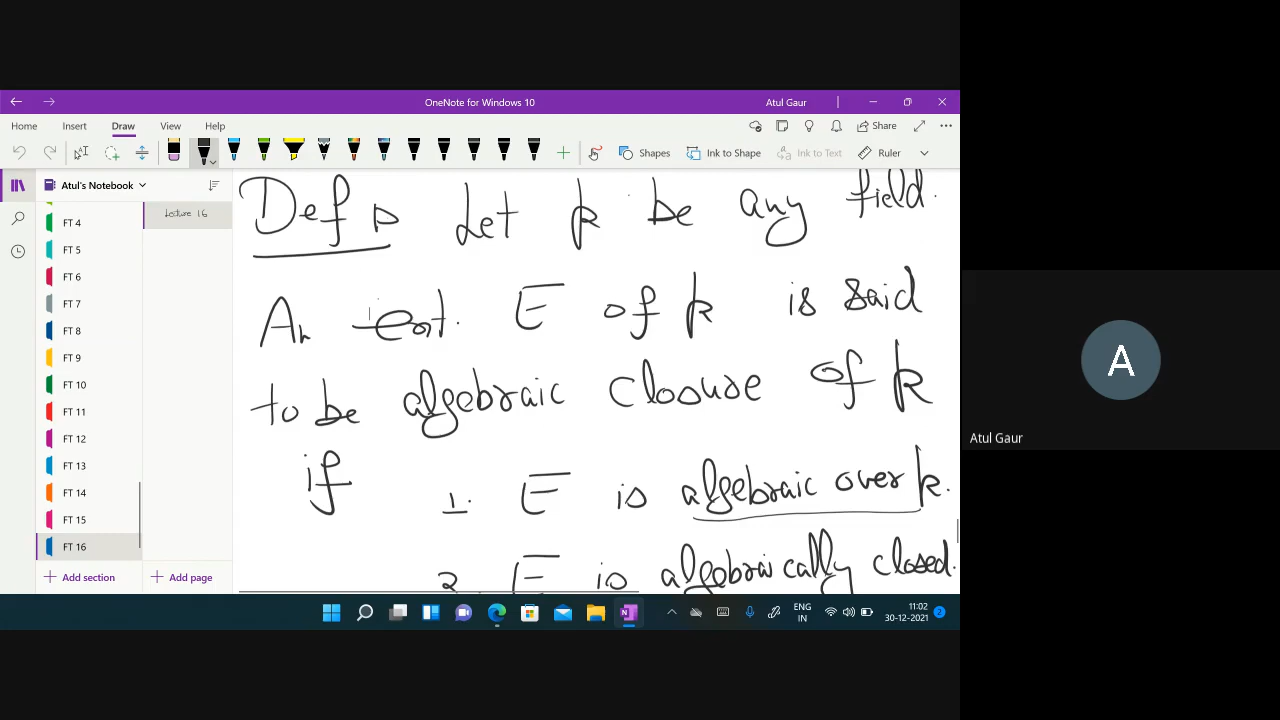 OneNote for Windows 10
Atul Gaur
Home
Insert
Draw
View
Help
Share
Shapes
Ink to Shape
Ink to Text
Ruler
Atul's Notebook
Lecture 16
FT 4
FT 5
FT 6
FT 7
FT 8
FT 9
FT 10
FT 11
FT 12
FT 13
FT 14
FT 15
FT 16
Add section
Add page
Def Let k be any field.
An ext. E of k is said
to be algebraic closure of k
if 1. E is algebraic over k.
2. E is algebraically closed.
A
Atul Gaur
ENG
IN
11:02
30-12-2021
2